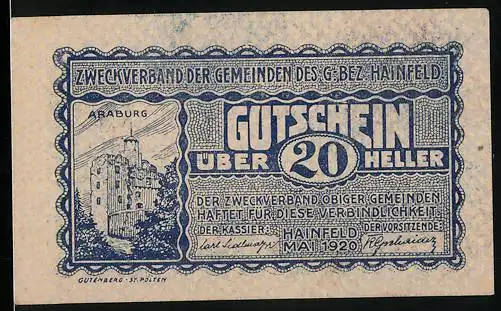 ZWECKVERBAND DER GEMEINDEN DES G. BEZ. HAINFELD
ARABURG
GUTSCHEIN
ÜBER 20 HELLER
DER ZWECKVERBAND OBIGER GEMEINDEN
HAFTET FÜR DIESE VERBINDLICHKEIT
DER KASSIER: HAINFELD DER VORSITZENDE:
MAI 1920
GUTENBERG - ST. PÖLTEN